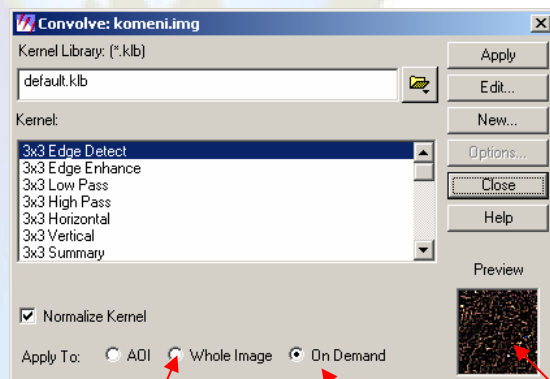 Convolve: komeni.img
Kernel Library: (*.klb)
default.klb
Kernel:
3x3 Edge Detect
3x3 Edge Enhance
3x3 Low Pass
3x3 High Pass
3x3 Horizontal
3x3 Vertical
3x3 Summary
Normalize Kernel
Apply To: AOI Whole Image On Demand
Apply
Edit...
New...
Options...
Close
Help
Preview